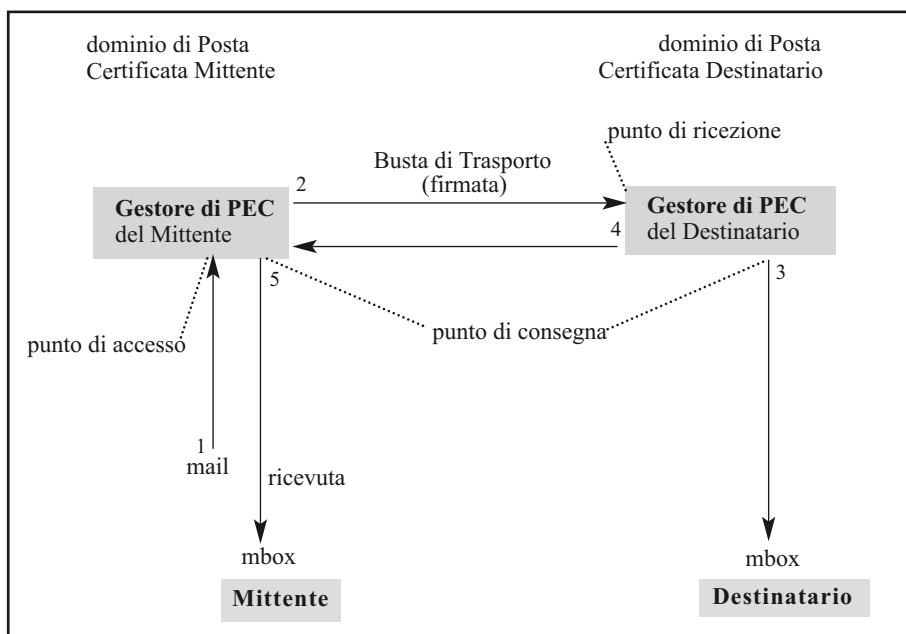 dominio di Posta
Certificata Mittente
dominio di Posta
Certificata Destinatario
punto di ricezione
Busta di Trasporto
(firmata)
2
Gestore di PEC
del Mittente
Gestore di PEC
del Destinatario
4
5
3
punto di accesso
punto di consegna
1
mail
ricevuta
mbox
mbox
Mittente
Destinatario